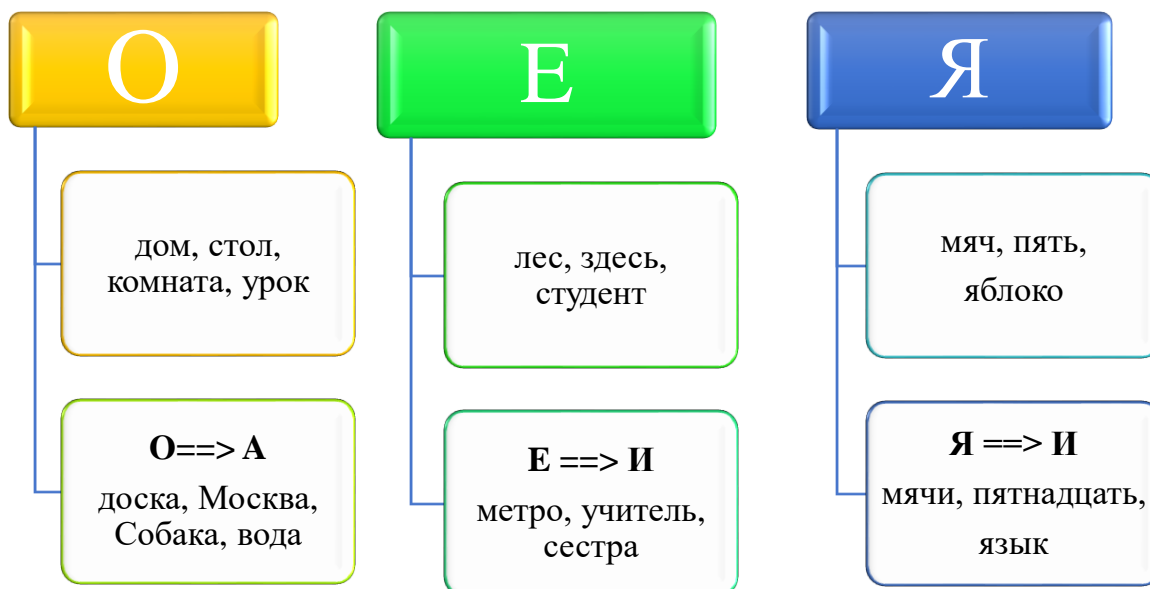 О
дом, стол,
комната, урок
О==> А
доска, Москва,
Собака, вода
Е
лес, здесь,
студент
Е ==> И
метро, учитель,
сестра
Я
мяч, пять,
яблоко
Я ==> И
мячи, пятнадцать,
язык